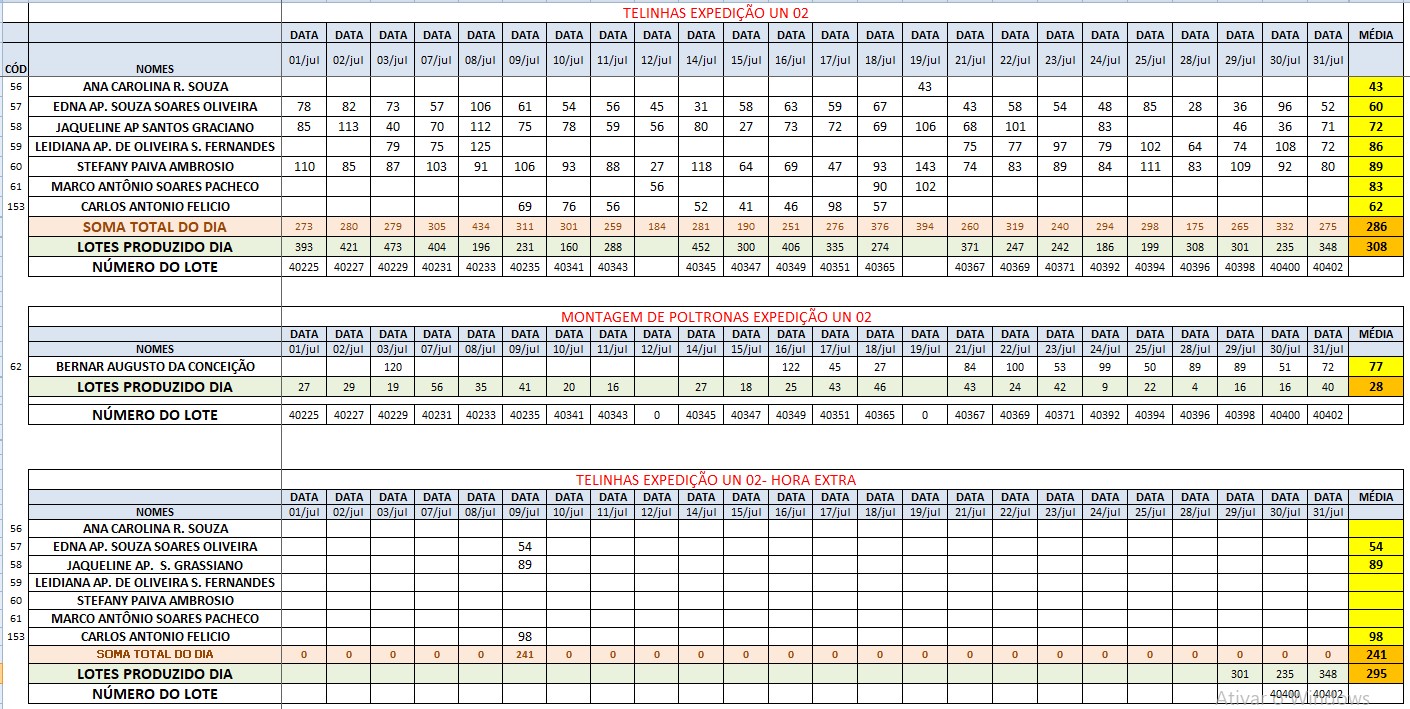 TELINHAS EXPEDIÇÃO UN 02
DATA DATA DATA DATA DATA DATA DATA DATA DATA DATA DATA DATA DATA DATA DATA DATA DATA DATA DATA DATA DATA DATA DATA DATA MÉDIA
CÓD NOMES 01/jul 02/jul 03/jul 07/jul 08/jul 09/jul 10/jul 11/jul 12/jul 14/jul 15/jul 16/jul 17/jul 18/jul 19/jul 21/jul 22/jul 23/jul 24/jul 25/jul 28/jul 29/jul 30/jul 31/jul
56 ANA CAROLINA R. SOUZA 43 43
57 EDNA AP. SOUZA SOARES OLIVEIRA 78 82 73 57 106 61 54 56 45 31 58 63 59 67 43 58 54 48 85 28 36 96 52 60
58 JAQUELINE AP SANTOS GRACIANO 85 113 40 70 112 75 78 59 56 80 27 73 72 69 106 68 101 83 46 36 71 72
59 LEIDIANA AP. DE OLIVEIRA S. FERNANDES 79 75 125 75 77 97 79 102 64 74 108 72 86
60 STEFANY PAIVA AMBROSIO 110 85 87 103 91 106 93 88 27 118 64 69 47 93 143 74 83 89 84 111 83 109 92 80 89
61 MARCO ANTÔNIO SOARES PACHECO 56 90 102 83
153 CARLOS ANTONIO FELICIO 69 76 56 52 41 46 98 57 62
SOMA TOTAL DO DIA 273 280 279 305 434 311 301 259 184 281 190 251 276 376 394 260 319 240 294 298 175 265 332 275 286
LOTES PRODUZIDO DIA 393 421 473 404 196 231 160 288 452 300 406 335 274 371 247 242 186 199 308 301 235 348 308
NÚMERO DO LOTE 40225 40227 40229 40231 40233 40235 40341 40343 40345 40347 40349 40351 40365 40367 40369 40371 40392 40394 40396 40398 40400 40402
MONTAGEM DE POLTRONAS EXPEDIÇÃO UN 02
DATA DATA DATA DATA DATA DATA DATA DATA DATA DATA DATA DATA DATA DATA DATA DATA DATA DATA DATA DATA DATA DATA DATA DATA MÉDIA
NOMES 01/jul 02/jul 03/jul 07/jul 08/jul 09/jul 10/jul 11/jul 12/jul 14/jul 15/jul 16/jul 17/jul 18/jul 19/jul 21/jul 22/jul 23/jul 24/jul 25/jul 28/jul 29/jul 30/jul 31/jul
62 BERNAR AUGUSTO DA CONCEIÇÃO 120 122 45 27 84 100 53 99 50 89 89 51 72 77
LOTES PRODUZIDO DIA 27 29 19 56 35 41 20 16 27 18 25 43 46 43 24 42 9 22 4 16 16 40 28
NÚMERO DO LOTE 40225 40227 40229 40231 40233 40235 40341 40343 0 40345 40347 40349 40351 40365 0 40367 40369 40371 40392 40394 40396 40398 40400 40402
TELINHAS EXPEDIÇÃO UN 02- HORA EXTRA
DATA DATA DATA DATA DATA DATA DATA DATA DATA DATA DATA DATA DATA DATA DATA DATA DATA DATA DATA DATA DATA DATA DATA DATA MÉDIA
NOMES 01/jul 02/jul 03/jul 07/jul 08/jul 09/jul 10/jul 11/jul 12/jul 14/jul 15/jul 16/jul 17/jul 18/jul 19/jul 21/jul 22/jul 23/jul 24/jul 25/jul 28/jul 29/jul 30/jul 31/jul
56 ANA CAROLINA R. SOUZA
57 EDNA AP. SOUZA SOARES OLIVEIRA 54 54
58 JAQUELINE AP. S. GRASSIANO 89 89
59 LEIDIANA AP. DE OLIVEIRA S. FERNANDES
60 STEFANY PAIVA AMBROSIO
61 MARCO ANTÔNIO SOARES PACHECO
153 CARLOS ANTONIO FELICIO 98 98
SOMA TOTAL DO DIA 0 0 0 0 0 241 0 0 0 0 0 0 0 0 0 0 0 0 0 0 0 0 0 0 241
LOTES PRODUZIDO DIA 301 235 348 295
NÚMERO DO LOTE 40400 40402
Ativar o Windows